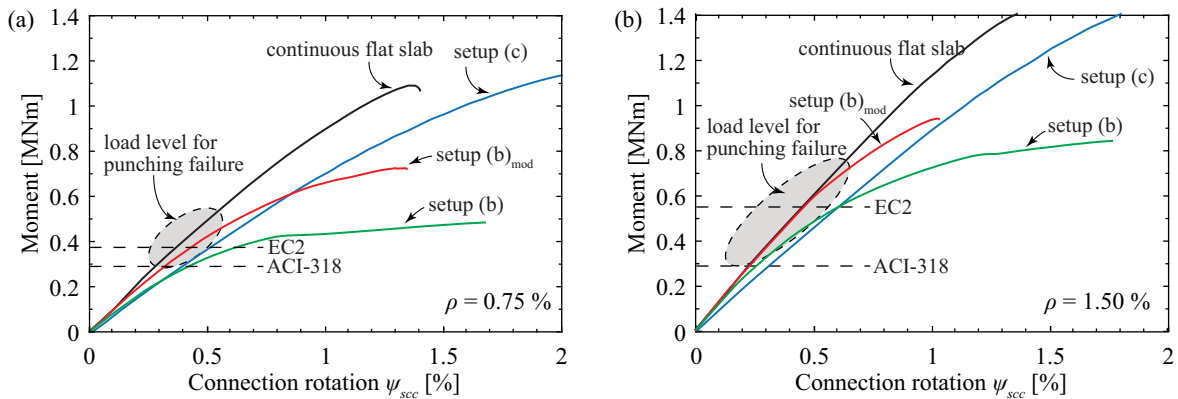 (a)
1.4
1.2
1
0.8
0.6
0.4
0.2
0
Moment [MNm]
continuous flat slab
setup (c)
load level for
punching failure
setup (b)mod
setup (b)
EC2
ACI-318
ρ = 0.75 %
0 0.5 1 1.5 2
Connection rotation ψscc [%]
(b)
1.4
1.2
1
0.8
0.6
0.4
0.2
0
Moment [MNm]
continuous flat slab
setup (c)
setup (b)mod
load level for
punching failure
setup (b)
EC2
ACI-318
ρ = 1.50 %
0 0.5 1 1.5 2
Connection rotation ψscc [%]